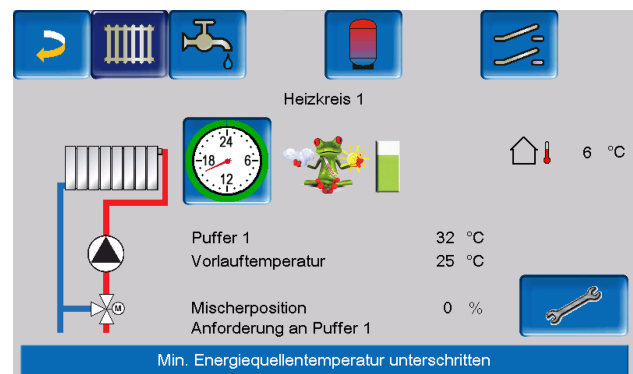 Heizkreis 1
24
18 6
12
6 °C
Puffer 1 32 °C
Vorlauftemperatur 25 °C
M
Mischerposition 0 %
Anforderung an Puffer 1
Min. Energiequellentemperatur unterschritten